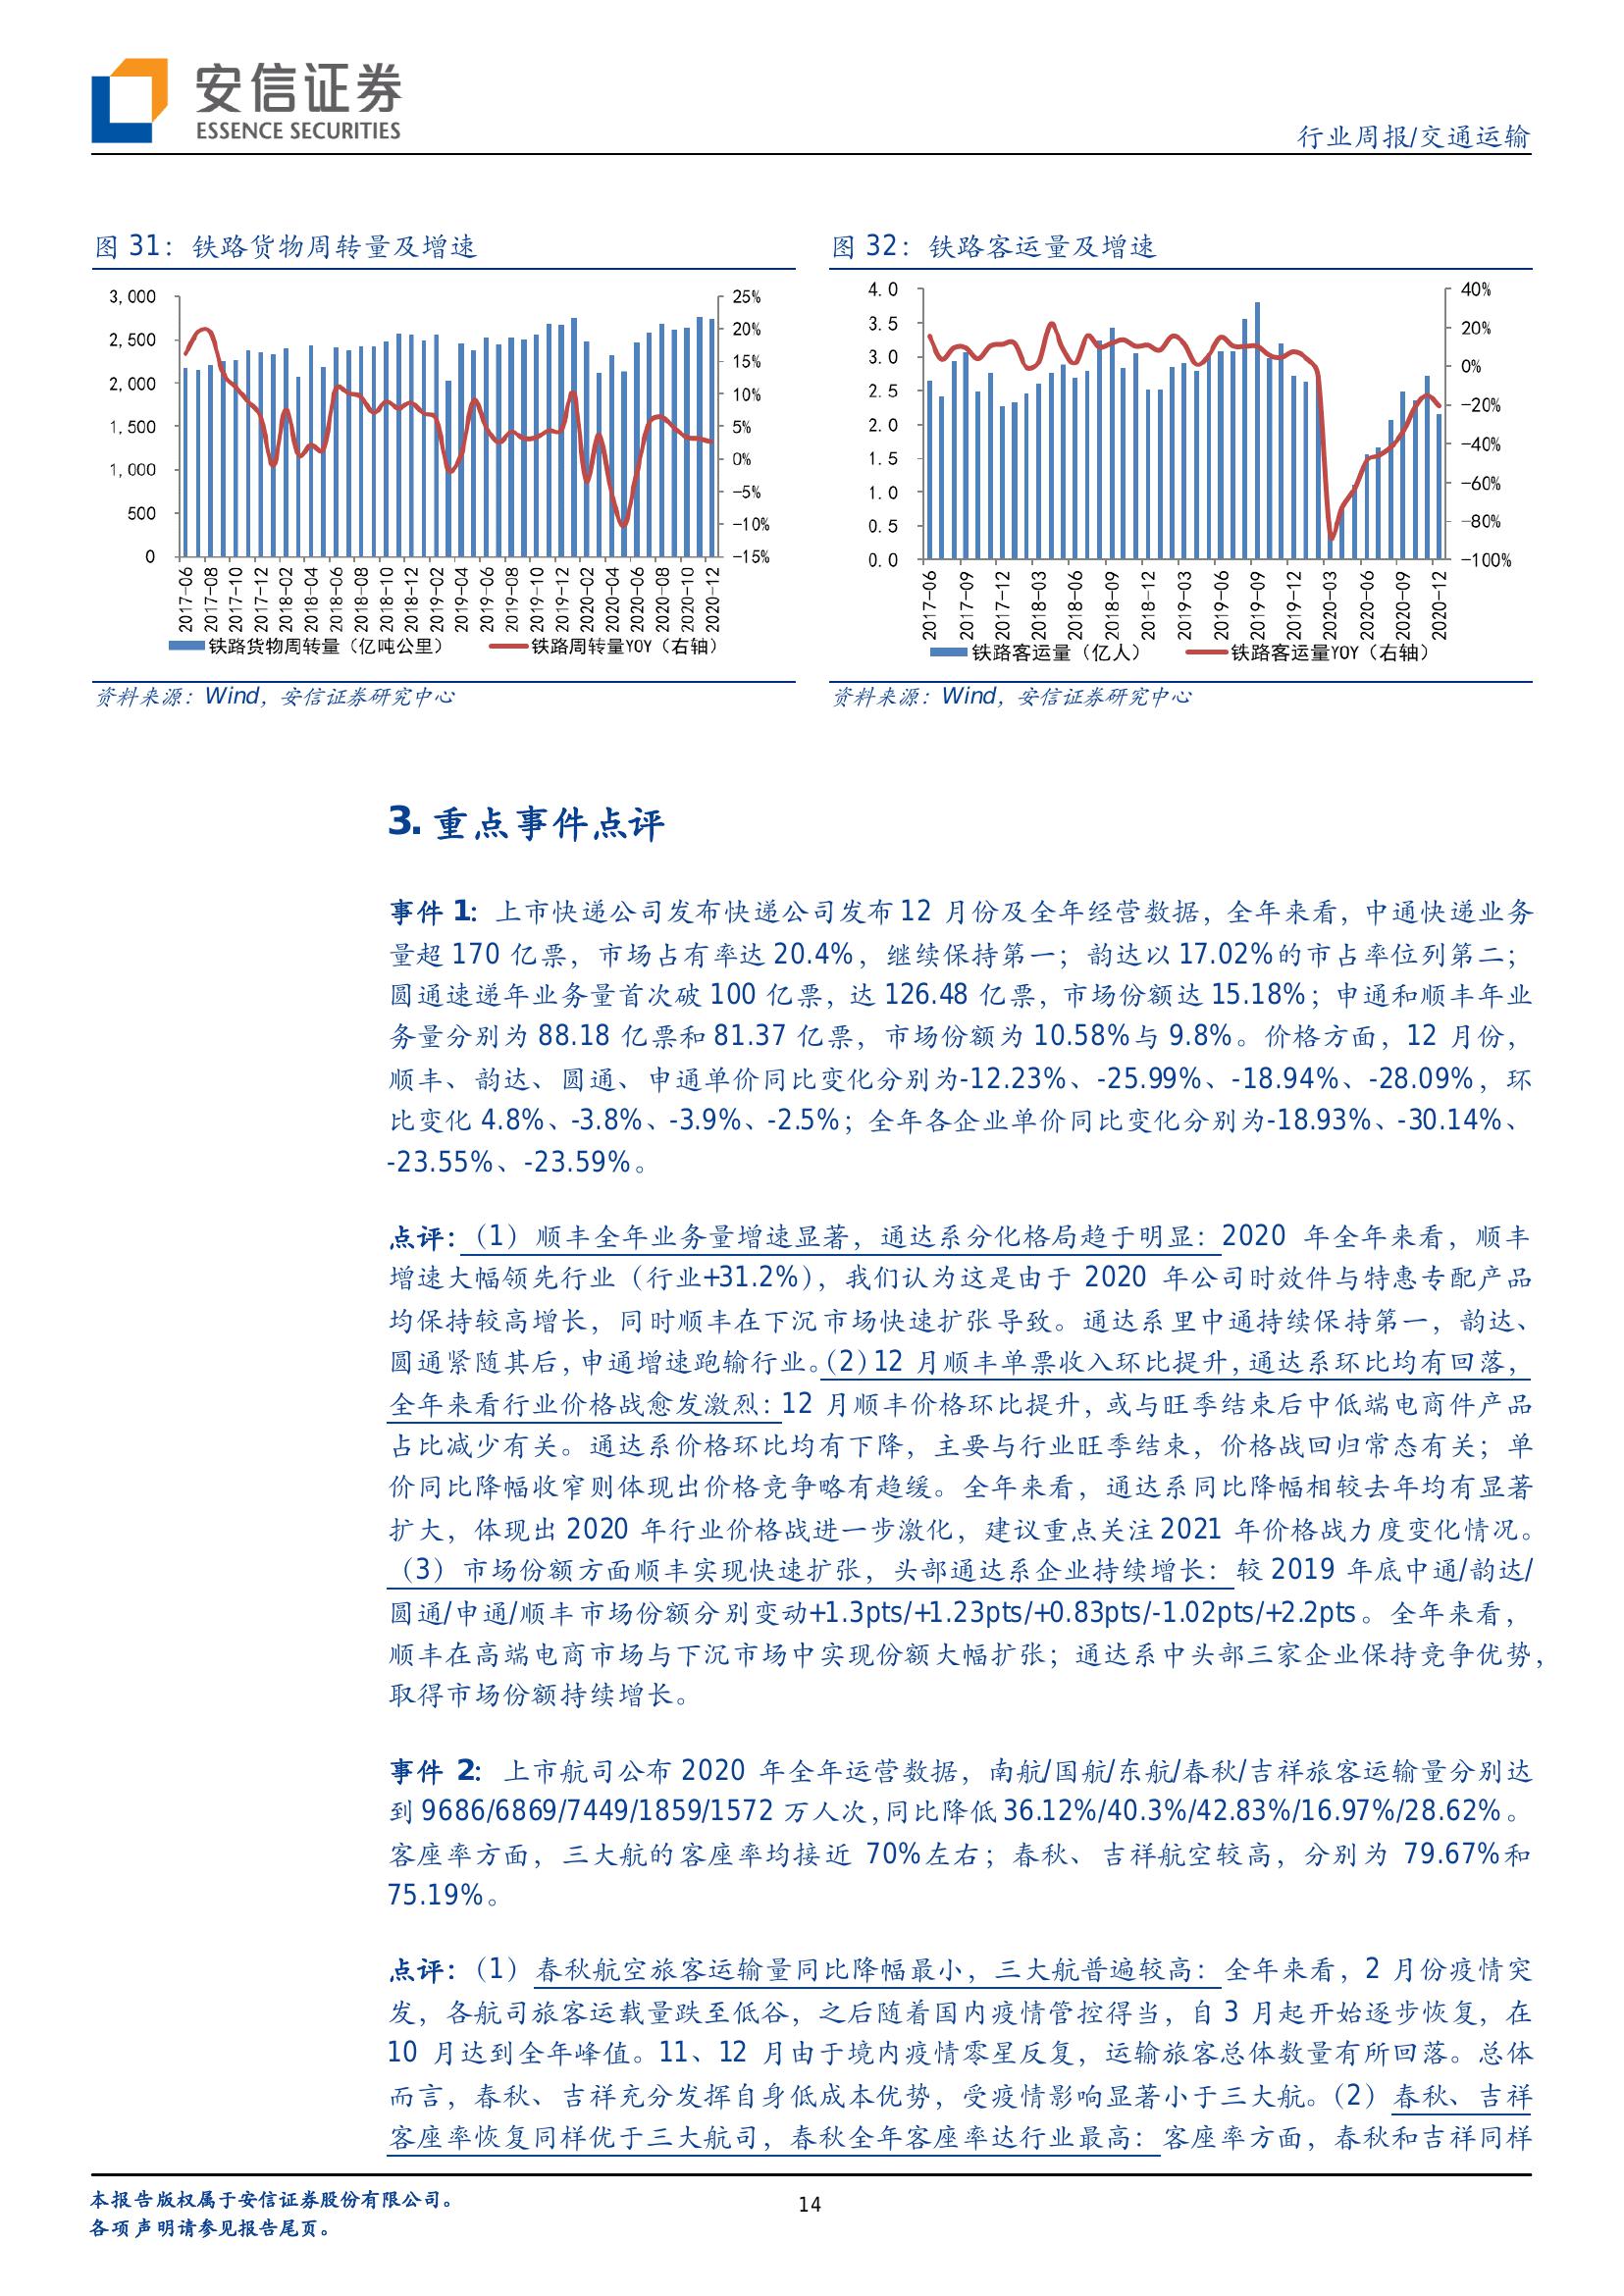 安信证券
ESSENCE SECURITIES
行业周报/交通运输
图 31：铁路货物周转量及增速
3,000
2,500
2,000
1,500
1,000
500
0
25%
20%
15%
10%
5%
0%
-5%
-10%
-15%
2017-06
2017-08
2017-10
2017-12
2018-02
2018-04
2018-06
2018-08
2018-10
2018-12
2019-02
2019-04
2019-06
2019-08
2019-10
2019-12
2020-02
2020-04
2020-06
2020-08
2020-10
2020-12
铁路货物周转量（亿吨公里）
铁路周转量YOY（右轴）
资料来源：Wind，安信证券研究中心
图 32：铁路客运量及增速
4.0
3.5
3.0
2.5
2.0
1.5
1.0
0.5
0.0
40%
20%
0%
-20%
-40%
-60%
-80%
-100%
2017-06
2017-09
2017-12
2018-03
2018-06
2018-09
2018-12
2019-03
2019-06
2019-09
2019-12
2020-03
2020-06
2020-09
2020-12
铁路客运量（亿人）
铁路客运量YOY（右轴）
资料来源：Wind，安信证券研究中心
3. 重点事件点评
事件 1：上市快递公司发布快递公司发布 12 月份及全年经营数据，全年来看，中通快递业务
量超 170 亿票，市场占有率达 20.4%，继续保持第一；韵达以 17.02%的市占率位列第二；
圆通速递年业务量首次破 100 亿票，达 126.48 亿票，市场份额达 15.18%；申通和顺丰年业
务量分别为 88.18 亿票和 81.37 亿票，市场份额为 10.58%与 9.8%。价格方面，12 月份，
顺丰、韵达、圆通、申通单价同比变化分别为-12.23%、-25.99%、-18.94%、-28.09%，环
比变化 4.8%、-3.8%、-3.9%、-2.5%；全年各企业单价同比变化分别为-18.93%、-30.14%、
-23.55%、-23.59%。
点评：（1）顺丰全年业务量增速显著，通达系分化格局趋于明显：2020 年全年来看，顺丰
增速大幅领先行业（行业+31.2%），我们认为这是由于 2020 年公司时效件与特惠专配产品
均保持较高增长，同时顺丰在下沉市场快速扩张导致。通达系里中通持续保持第一，韵达、
圆通紧随其后，申通增速跑输行业。（2）12 月顺丰单票收入环比提升，通达系环比均有回落，
全年来看行业价格战愈发激烈：12 月顺丰价格环比提升，或与旺季结束后中低端电商件产品
占比减少有关。通达系价格环比均有下降，主要与行业旺季结束，价格战回归常态有关；单
价同比降幅收窄则体现出价格竞争略有趋缓。全年来看，通达系同比降幅相较去年均有显著
扩大，体现出 2020 年行业价格战进一步激化，建议重点关注 2021 年价格战力度变化情况。
（3）市场份额方面顺丰实现快速扩张，头部通达系企业持续增长：较 2019 年底中通/韵达/
圆通/申通/顺丰市场份额分别变动+1.3pts/+1.23pts/+0.83pts/-1.02pts/+2.2pts。全年来看，
顺丰在高端电商市场与下沉市场中实现份额大幅扩张；通达系中头部三家企业保持竞争优势，
取得市场份额持续增长。
事件 2：上市航司公布 2020 年全年运营数据，南航/国航/东航/春秋/吉祥旅客运输量分别达
到 9686/6869/7449/1859/1572 万人次，同比降低 36.12%/40.3%/42.83%/16.97%/28.62%。
客座率方面，三大航的客座率均接近 70%左右；春秋、吉祥航空较高，分别为 79.67%和
75.19%。
点评：（1）春秋航空旅客运输量同比降幅最小，三大航普遍较高：全年来看，2 月份疫情突
发，各航司旅客运载量跌至低谷，之后随着国内疫情管控得当，自 3 月起开始逐步恢复，在
10 月达到全年峰值。11、12 月由于境内疫情零星反复，运输旅客总体数量有所回落。总体
而言，春秋、吉祥充分发挥自身低成本优势，受疫情影响显著小于三大航。（2）春秋、吉祥
客座率恢复同样优于三大航司，春秋全年客座率达行业最高：客座率方面，春秋和吉祥同样
本报告版权属于安信证券股份有限公司。
各项声明请参见报告尾页。
14